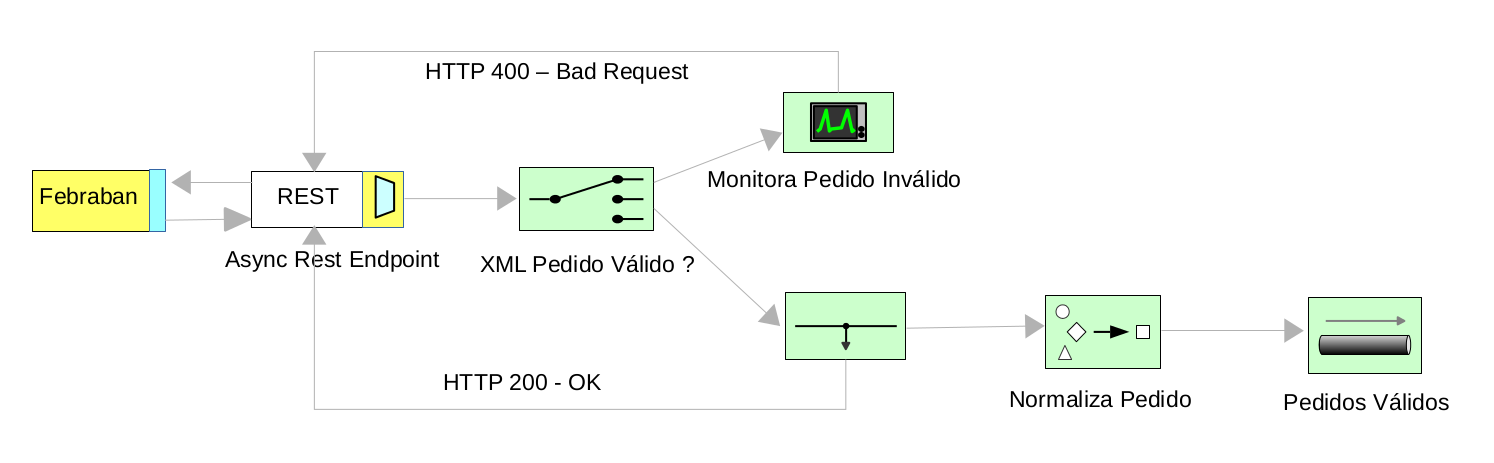 HTTP 400 – Bad Request
Monitora Pedido Inválido
Febraban
REST
Async Rest Endpoint
XML Pedido Válido ?
HTTP 200 - OK
Normaliza Pedido
Pedidos Válidos